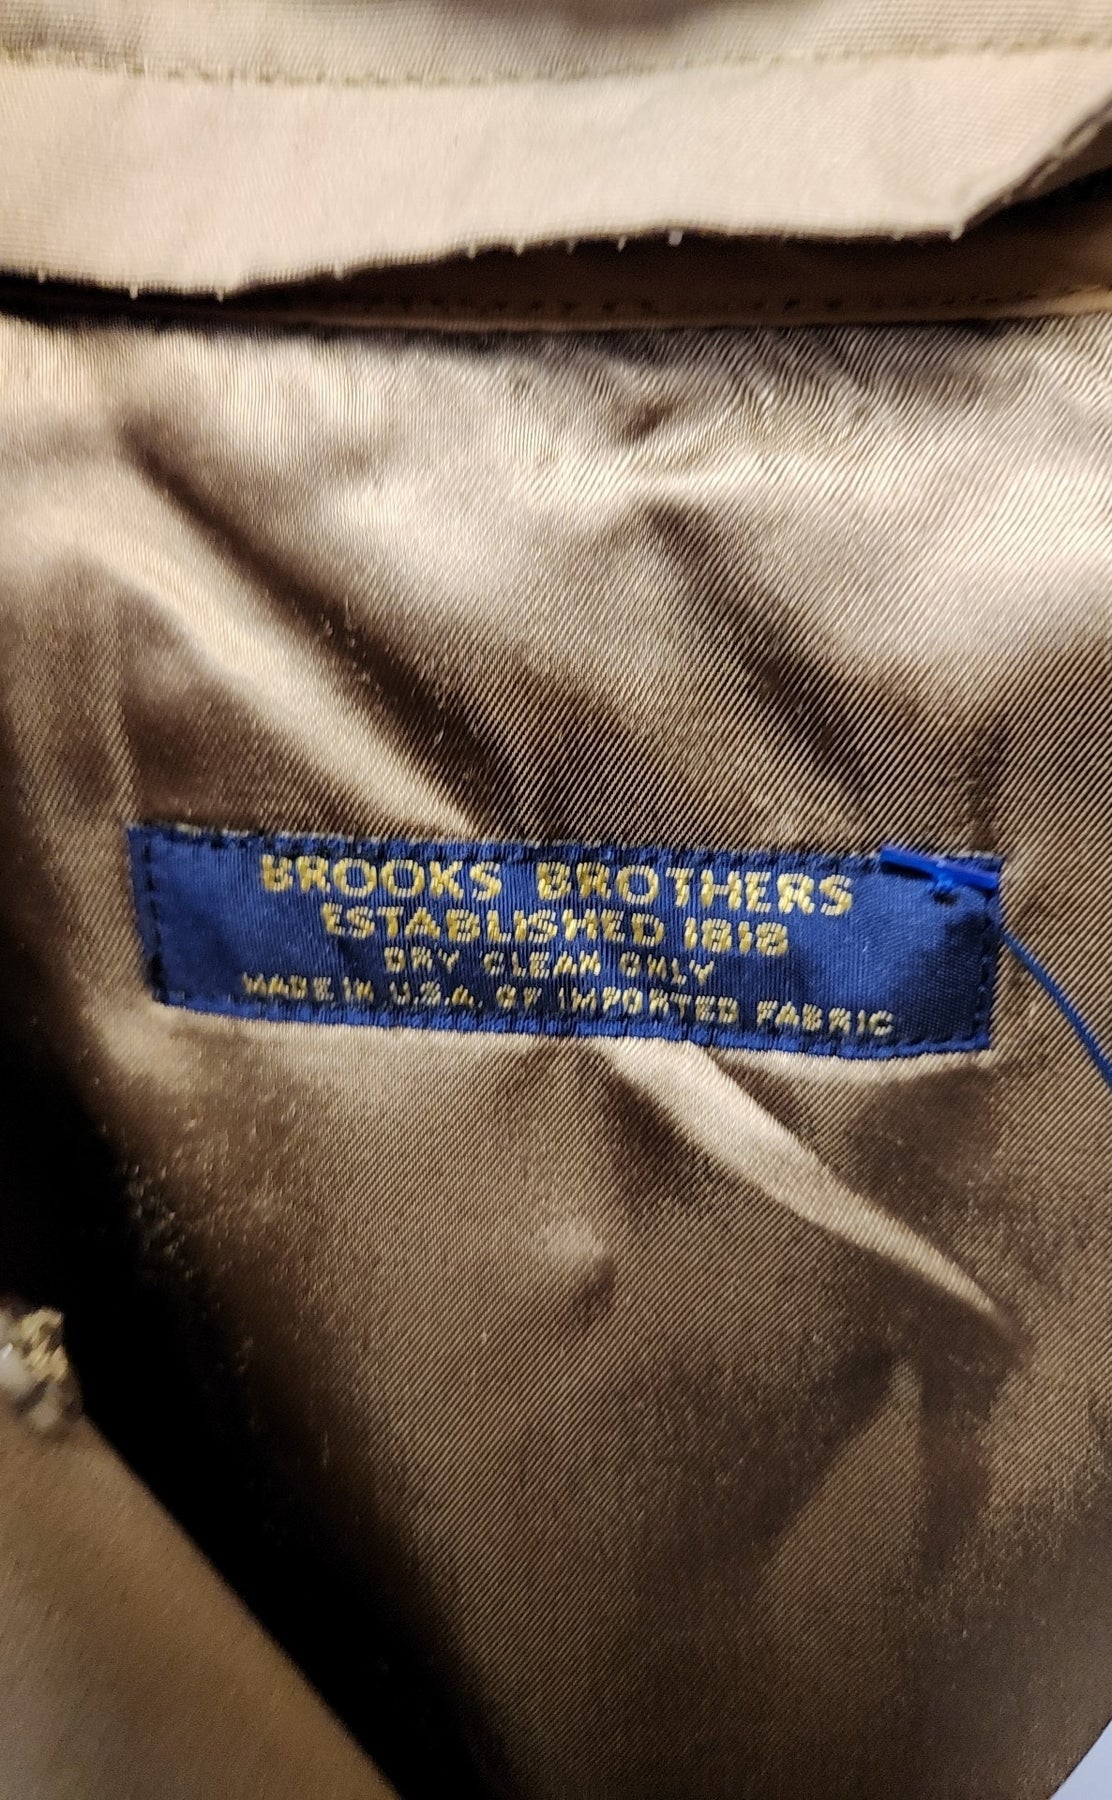 BROOKS BROTHERS
ESTABLISHED 1818
DRY CLEAN ONLY
MADE IN U.S.A. OF IMPORTED FABRIC